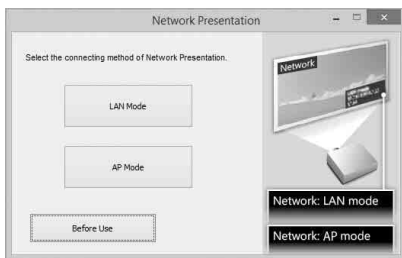 Network Presentation
Select the connecting method of Network Presentation.
LAN Mode
AP Mode
Before Use
Network
Network: LAN mode
Network: AP mode